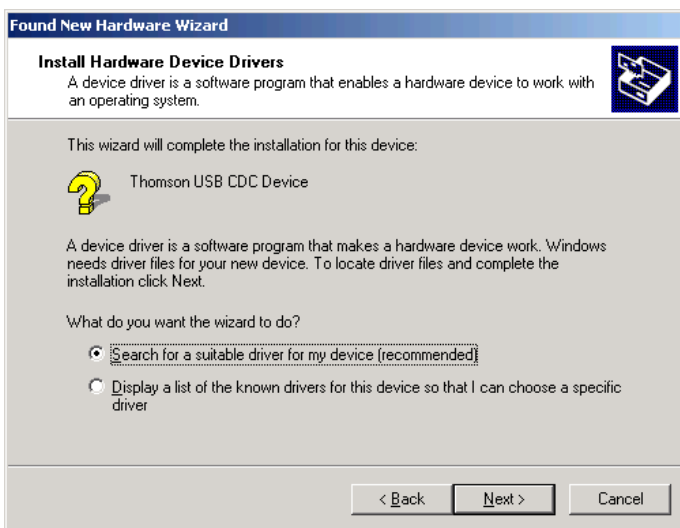 Found New Hardware Wizard
Install Hardware Device Drivers
A device driver is a software program that enables a hardware device to work with
an operating system.
This wizard will complete the installation for this device:
Thomson USB CDC Device
A device driver is a software program that makes a hardware device work. Windows
needs driver files for your new device. To locate driver files and complete the
installation click Next.
What do you want the wizard to do?
Search for a suitable driver for my device (recommended)
Display a list of the known drivers for this device so that I can choose a specific
driver
< Back Next > Cancel